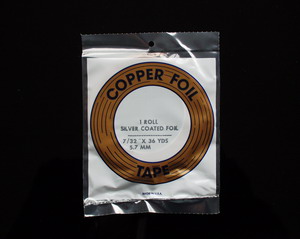 COPPER FOIL
1 ROLL
SILVER COATED FOIL
7/32" X 36 YDS
5.7 MM
TAPE